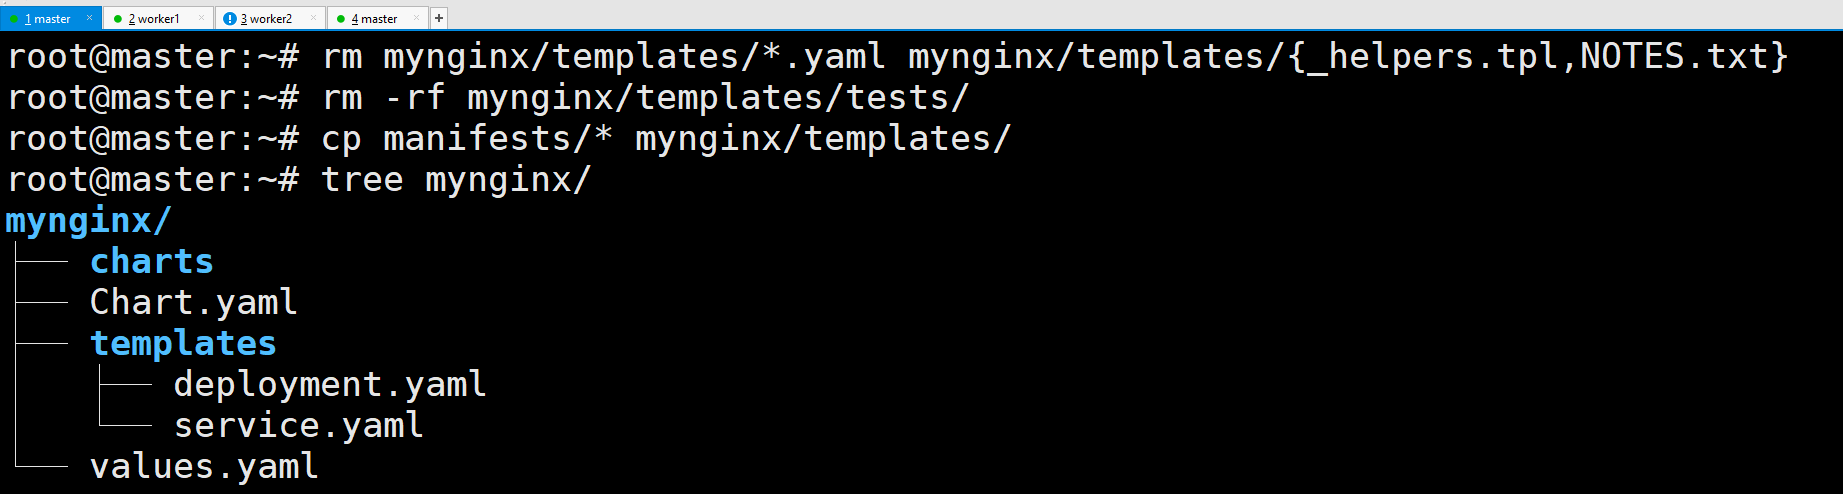 1 master × 2 worker1 × 3 worker2 × 4 master × +
root@master:~# rm mynginx/templates/*.yaml mynginx/templates/{_helpers.tpl,NOTES.txt}
root@master:~# rm -rf mynginx/templates/tests/
root@master:~# cp manifests/* mynginx/templates/
root@master:~# tree mynginx/
mynginx/
├── charts
├── Chart.yaml
├── templates
│   ├── deployment.yaml
│   └── service.yaml
└── values.yaml